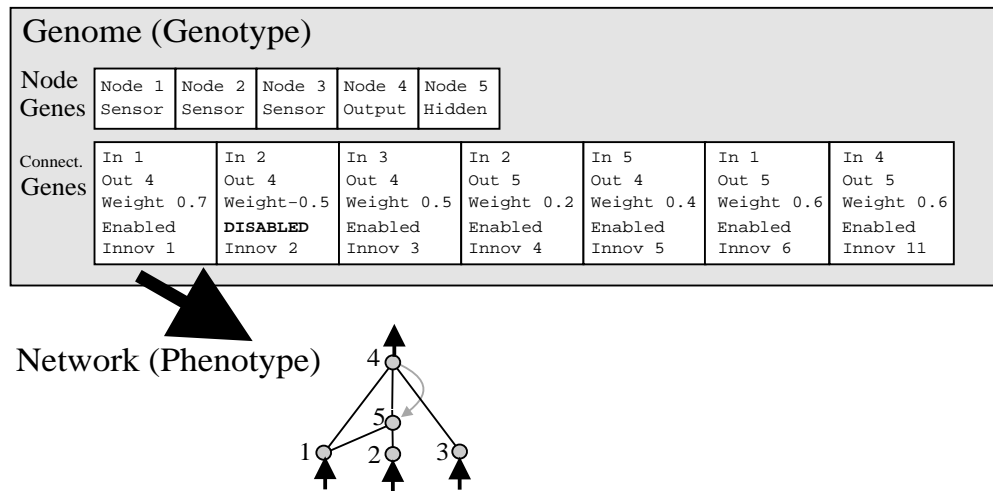 Genome (Genotype)
Node Genes
Node 1 Node 2 Node 3 Node 4 Node 5
Sensor Sensor Sensor Output Hidden
Connect. Genes
In 1 In 2 In 3 In 2 In 5 In 1 In 4
Out 4 Out 4 Out 4 Out 5 Out 4 Out 5 Out 5
Weight 0.7 Weight-0.5 Weight 0.5 Weight 0.2 Weight 0.4 Weight 0.6 Weight 0.6
Enabled DISABLED Enabled Enabled Enabled Enabled Enabled
Innov 1 Innov 2 Innov 3 Innov 4 Innov 5 Innov 6 Innov 11
Network (Phenotype)
4
5
1 2 3